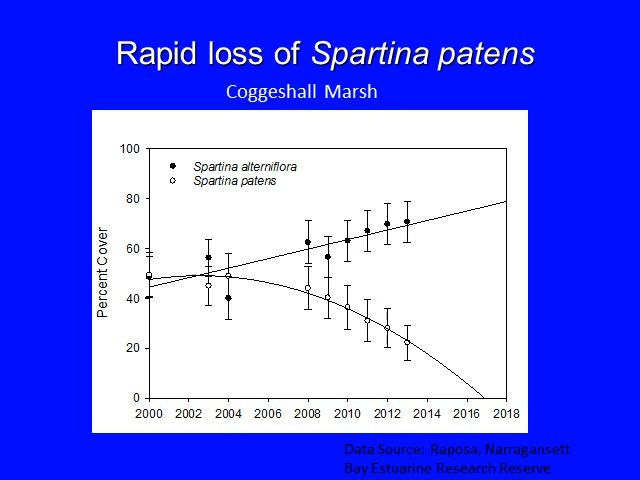 Rapid loss of Spartina patens
Coggeshall Marsh
100
80
60
40
20
0
Percent Cover
Spartina alterniflora
Spartina patens
2000 2002 2004 2006 2008 2010 2012 2014 2016 2018
Data Source: Raposa, Narragansett
Bay Estuarine Research Reserve